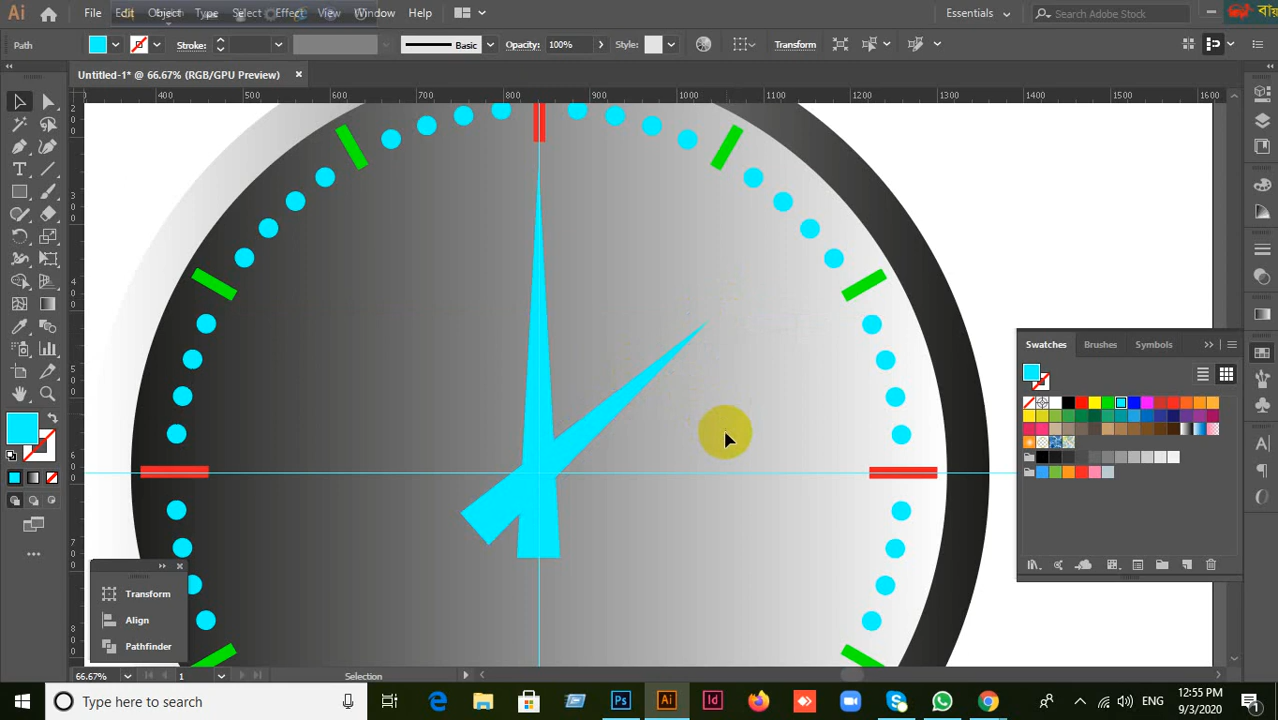 Ai File Edit Object Type Select Effect View Window Help Essentials Search Adobe Stock বায়
Path Stroke: Basic Opacity: 100% Style: Transform
Untitled-1* @ 66.67% (RGB/GPU Preview) ×
400 500 600 700 800 900 1000 1100 1200 1300 1400 1500 1600
Swatches Brushes Symbols
Transform
Align
Pathfinder
66.67% 1 Selection
Type here to search Ps Ai Id ENG 12:55 PM
9/3/2020